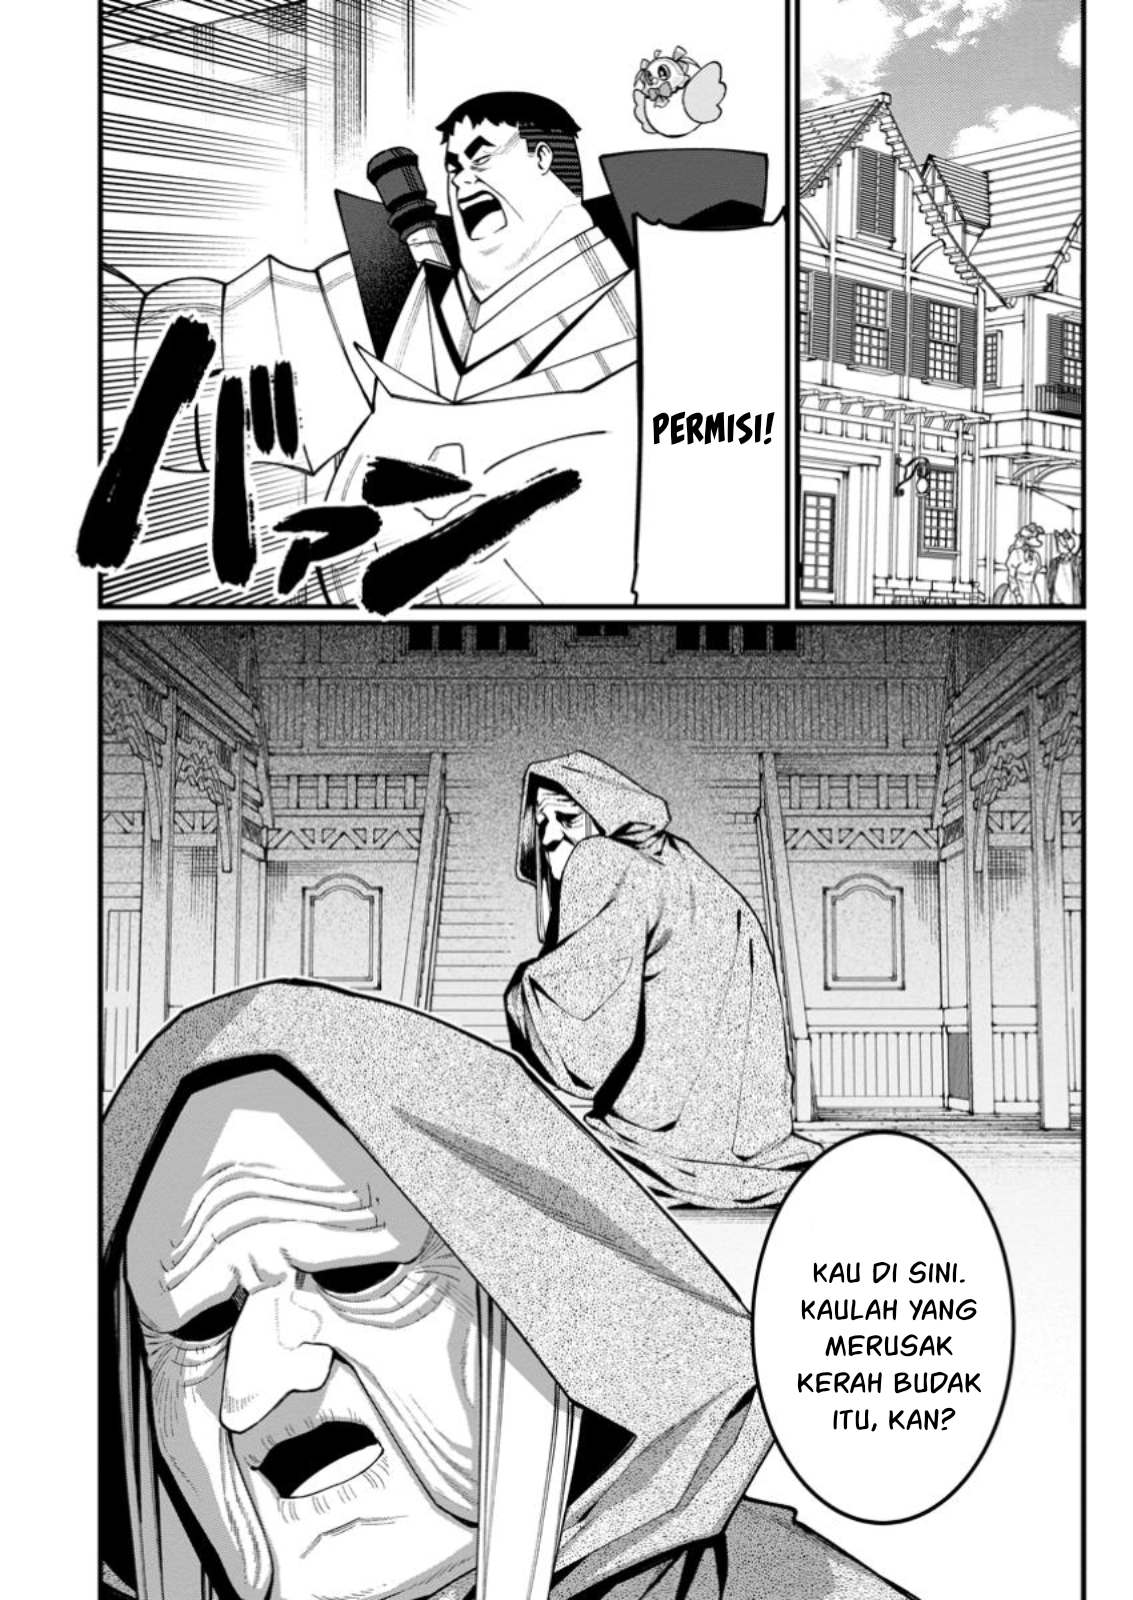 PERMISI!
バァン
KAU DI SINI.
KAULAH YANG
MERUSAK
KERAH BUDAK
ITU, KAN?